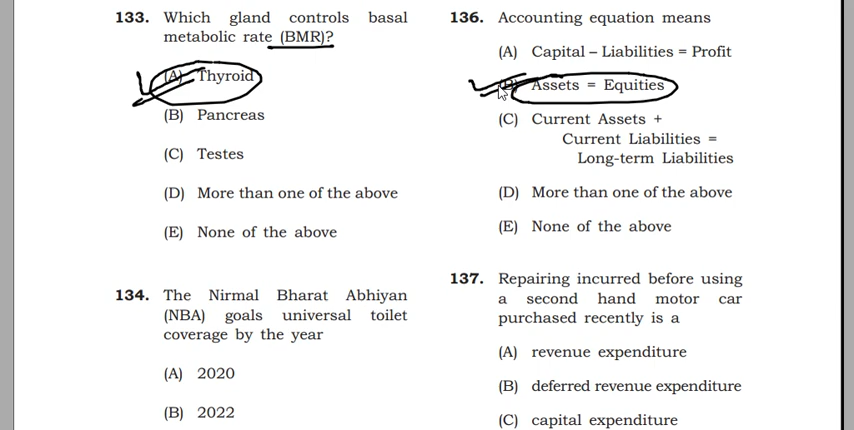 133. Which gland controls basal
metabolic rate (BMR)?
(A) Thyroid
(B) Pancreas
(C) Testes
(D) More than one of the above
(E) None of the above
134. The Nirmal Bharat Abhiyan
(NBA) goals universal toilet
coverage by the year
(A) 2020
(B) 2022
136. Accounting equation means
(A) Capital – Liabilities = Profit
(B) Assets = Equities
(C) Current Assets +
Current Liabilities =
Long-term Liabilities
(D) More than one of the above
(E) None of the above
137. Repairing incurred before using
a second hand motor car
purchased recently is a
(A) revenue expenditure
(B) deferred revenue expenditure
(C) capital expenditure